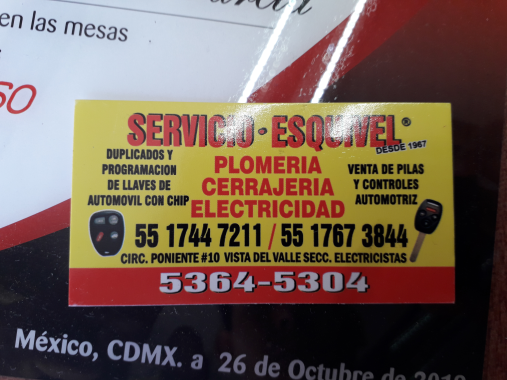 en las mesas
SERVICIO-ESQUIVEL®
DESDE 1967
DUPLICADOS Y
PROGRAMACION
DE LLAVES DE
AUTOMOVIL CON CHIP
PLOMERIA
CERRAJERIA
ELECTRICIDAD
VENTA DE PILAS
Y CONTROLES
AUTOMOTRIZ
55 1744 7211 / 55 1767 3844
CIRC. PONIENTE #10 VISTA DEL VALLE SECC. ELECTRICISTAS
5364-5304
México, CDMX. a 26 de Octubre de